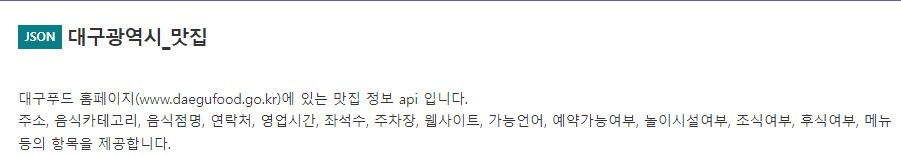 JSON 대구광역시_맛집
대구푸드 홈페이지(www.daegufood.go.kr)에 있는 맛집 정보 api 입니다.
주소, 음식카테고리, 음식점명, 연락처, 영업시간, 좌석수, 주차장, 웹사이트, 가능언어, 예약가능여부, 놀이시설여부, 조식여부, 후식여부, 메뉴
등의 항목을 제공합니다.